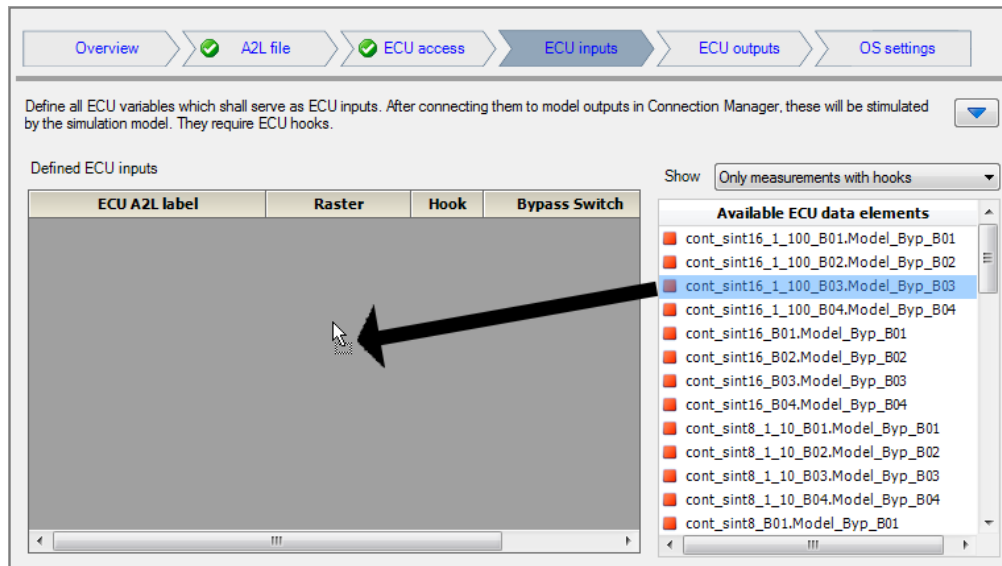 Overview A2L file ECU access ECU inputs ECU outputs OS settings
Define all ECU variables which shall serve as ECU inputs. After connecting them to model outputs in Connection Manager, these will be stimulated
by the simulation model. They require ECU hooks.
Defined ECU inputs
ECU A2L label Raster Hook Bypass Switch
Show Only measurements with hooks
Available ECU data elements
cont_sint16_1_100_B01.Model_Byp_B01
cont_sint16_1_100_B02.Model_Byp_B02
cont_sint16_1_100_B03.Model_Byp_B03
cont_sint16_1_100_B04.Model_Byp_B04
cont_sint16_B01.Model_Byp_B01
cont_sint16_B02.Model_Byp_B02
cont_sint16_B03.Model_Byp_B03
cont_sint16_B04.Model_Byp_B04
cont_sint8_1_10_B01.Model_Byp_B01
cont_sint8_1_10_B02.Model_Byp_B02
cont_sint8_1_10_B03.Model_Byp_B03
cont_sint8_1_10_B04.Model_Byp_B04
cont_sint8_B01.Model_Byp_B01